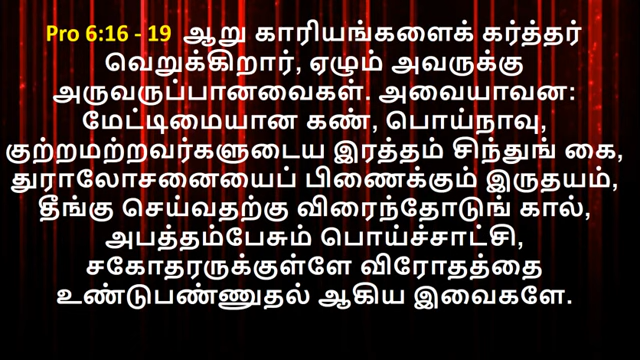 Pro 6:16 - 19 ஆறு காரியங்களைக் கர்த்தர்
வெறுக்கிறார், ஏழும் அவருக்கு
அருவருப்பானவைகள். அவையாவன:
மேட்டிமையான கண், பொய்நாவு,
குற்றமற்றவர்களுடைய இரத்தம் சிந்துங் கை,
துராலோசனையைப் பிணைக்கும் இருதயம்,
தீங்கு செய்வதற்கு விரைந்தோடுங் கால்,
அபத்தம்பேசும் பொய்ச்சாட்சி,
சகோதரருக்குள்ளே விரோதத்தை
உண்டுபண்ணுதல் ஆகிய இவைகளே.